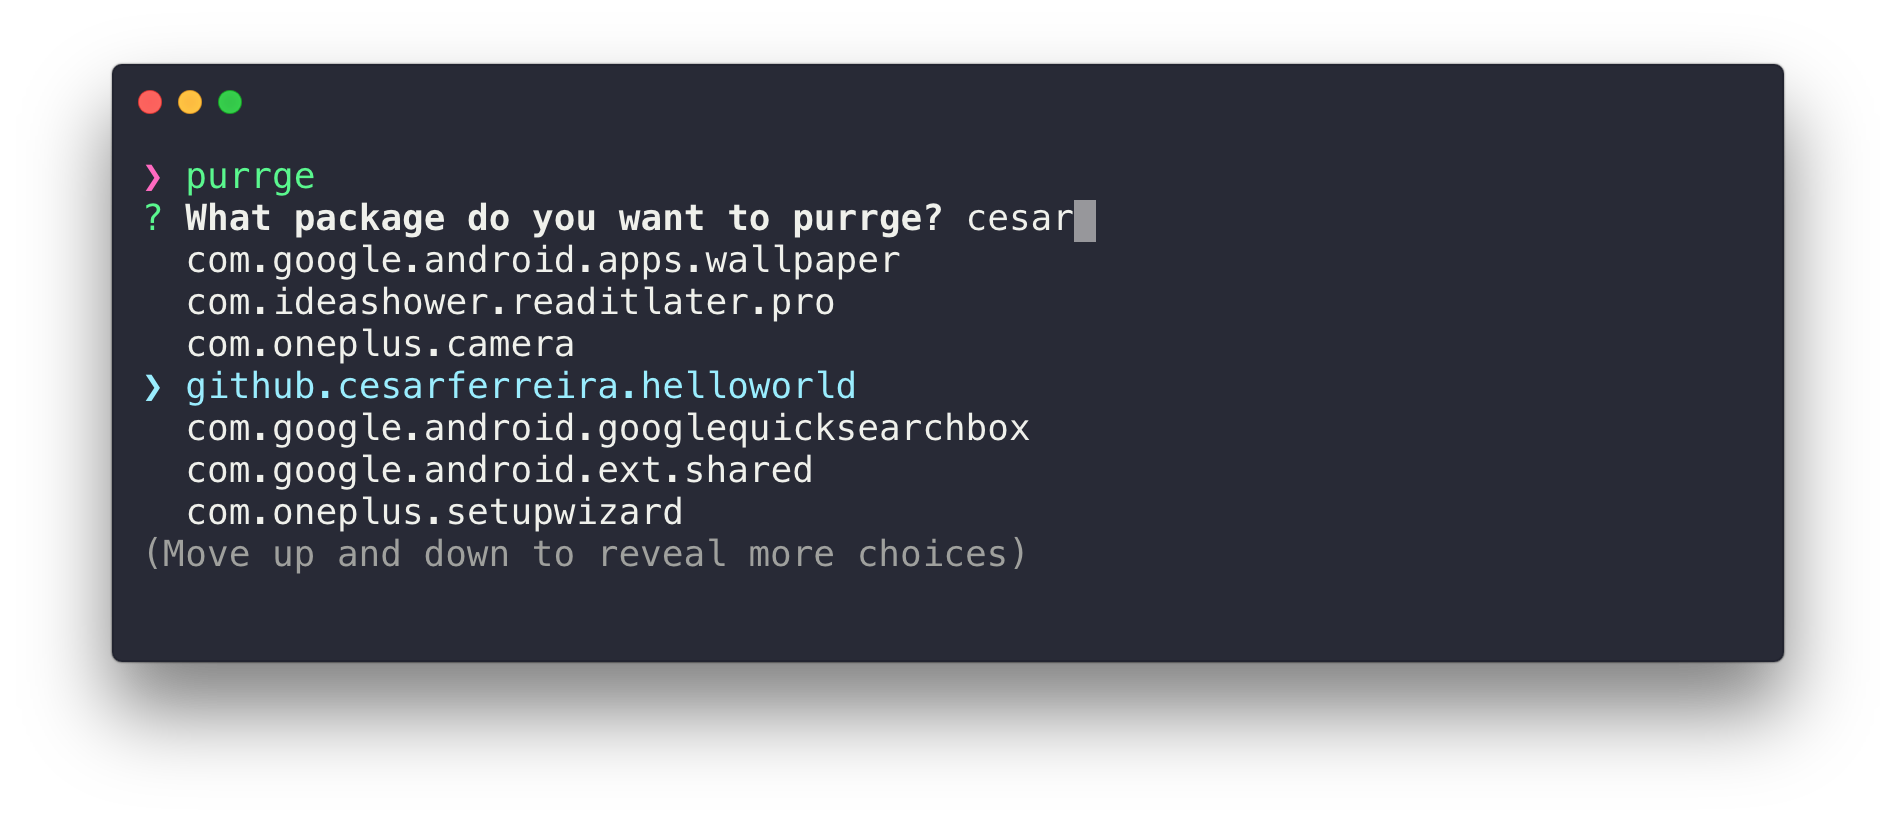 ❯ purrge
? What package do you want to purrge? cesar
com.google.android.apps.wallpaper
com.ideashower.readitlater.pro
com.oneplus.camera
❯ github.cesarferreira.helloworld
com.google.android.googlequicksearchbox
com.google.android.ext.shared
com.oneplus.setupwizard
(Move up and down to reveal more choices)